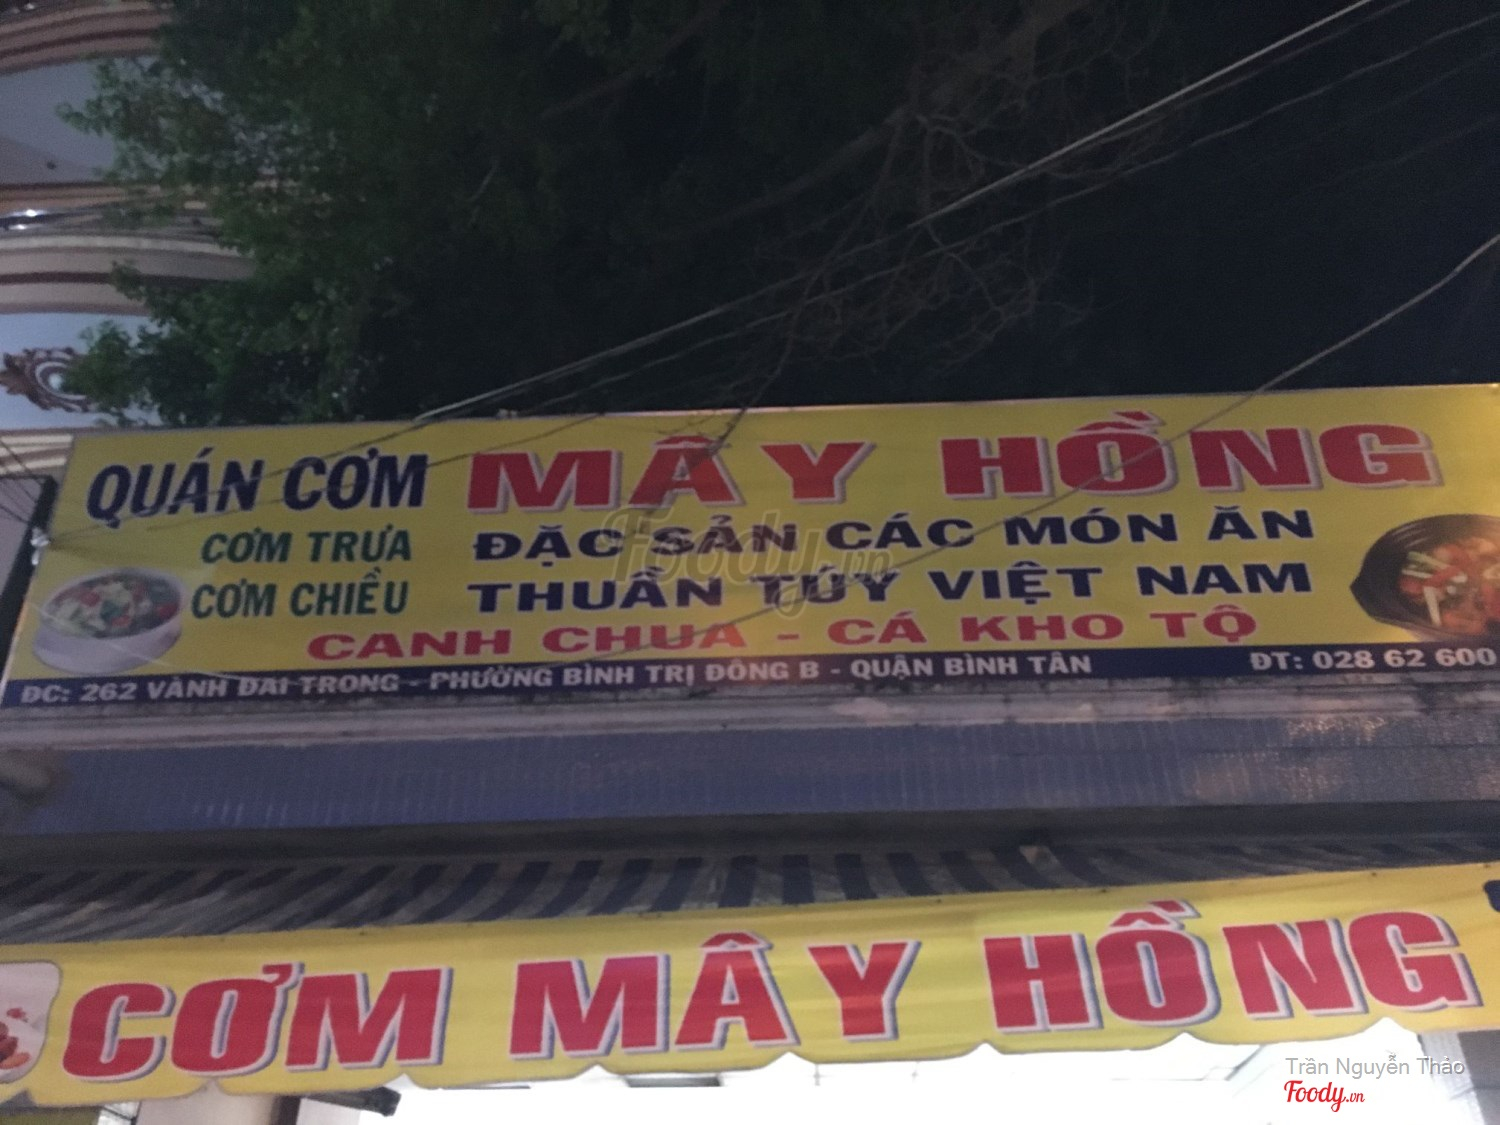 QUÁN CƠM MÂY HỒNG
CƠM TRƯA
CƠM CHIỀU
ĐẶC SẢN CÁC MÓN ĂN
THUẦN TÚY VIỆT NAM
CANH CHUA - CÁ KHO TỘ
ĐC: 262 VÀNH ĐAI TRONG - PHƯỜNG BÌNH TRỊ ĐÔNG B - QUẬN BÌNH TÂN ĐT: 028 62 600
CƠM MÂY HỒNG
Foody.vn
Trần Nguyễn Thảo
Foody.vn